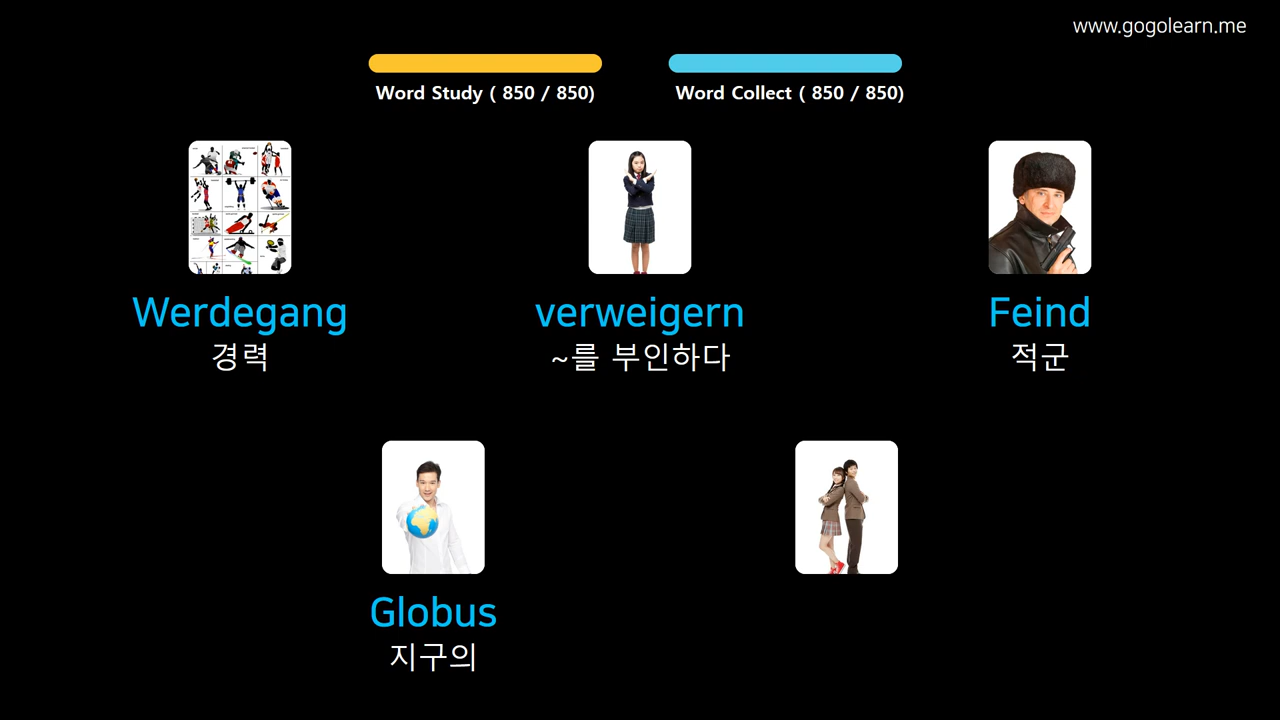 www.gogolearn.me
Word Study ( 850 / 850)
Word Collect ( 850 / 850)
Werdegang
경력
verweigern
~를 부인하다
Feind
적군
Globus
지구의